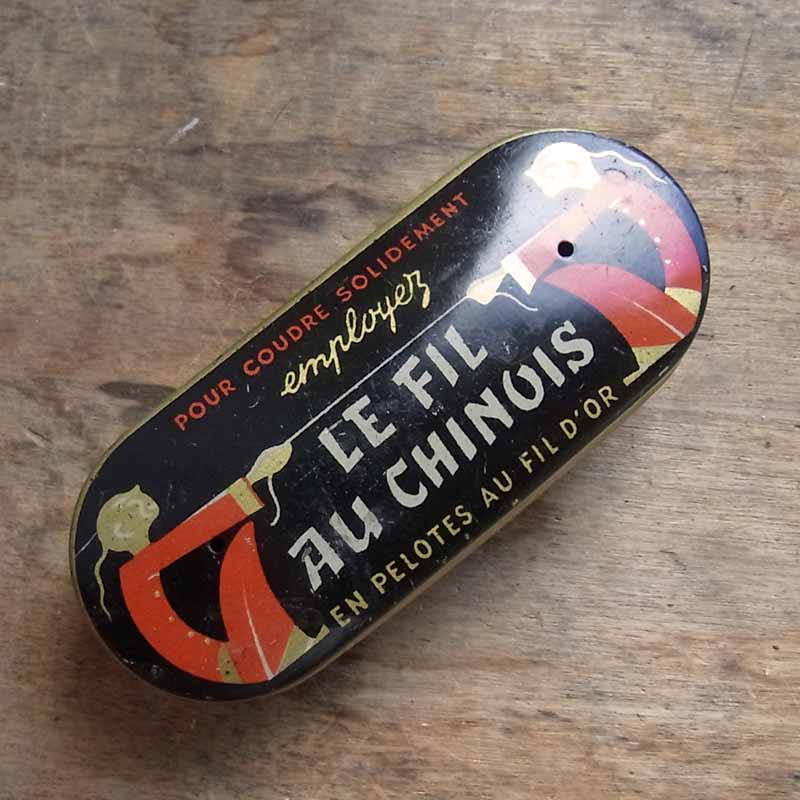 POUR COUDRE SOLIDEMENT
employez
LE FIL
AU CHINOIS
EN PELOTES AU FIL D'OR